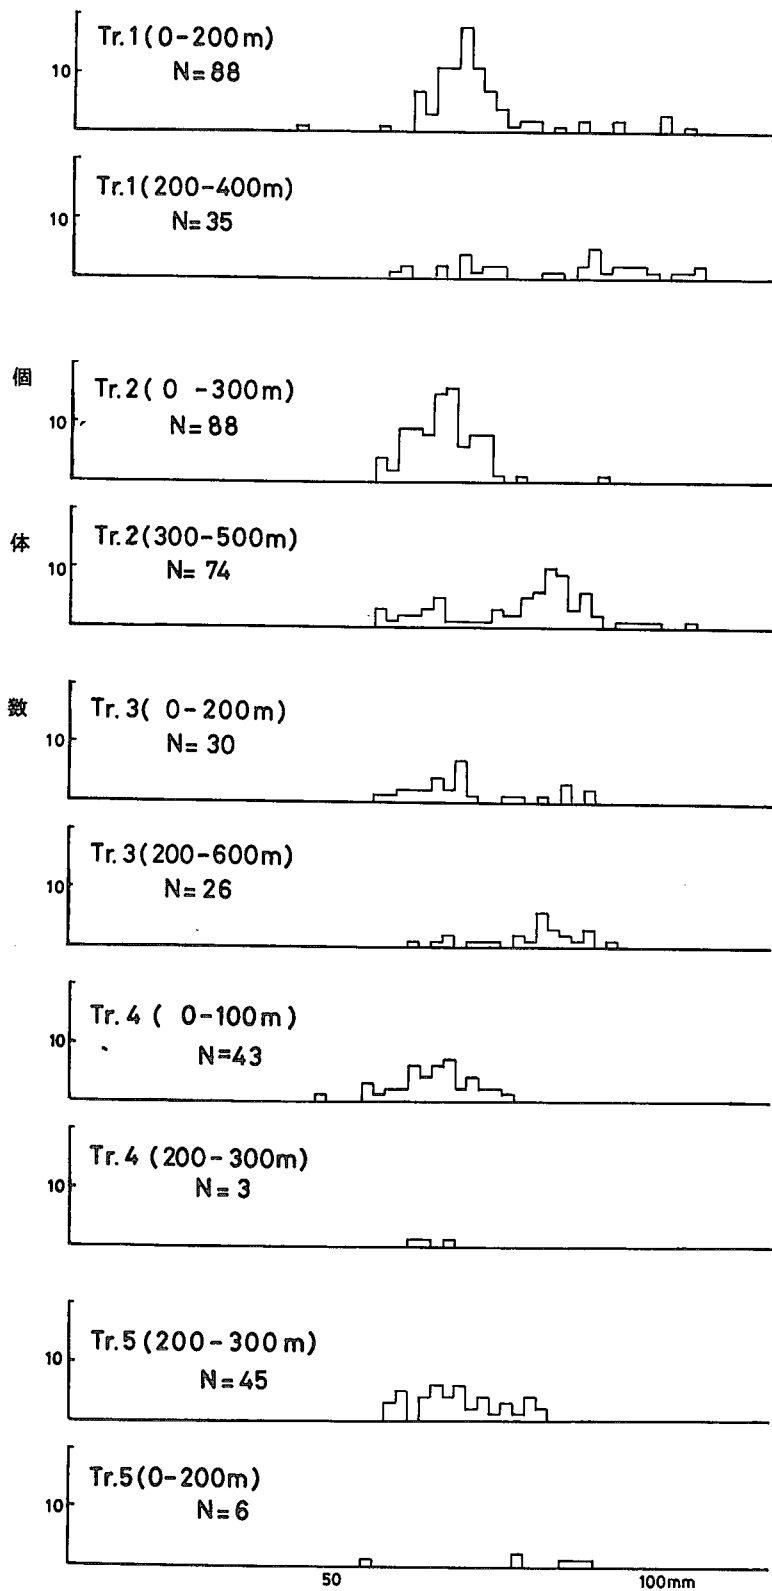 Tr.1(0-200m)
N=88
10
Tr.1(200-400m)
N=35
10
個
Tr.2( 0 -300m)
N=88
10
体
Tr.2(300-500m)
N= 74
10
数
Tr.3( 0-200m)
N= 30
10
Tr.3(200-600m)
N= 26
10
Tr.4 ( 0-100m)
N=43
10
Tr.4 (200-300m)
N= 3
10
Tr.5(200-300m)
N=45
10
Tr.5(0-200m)
N=6
10
50 100mm